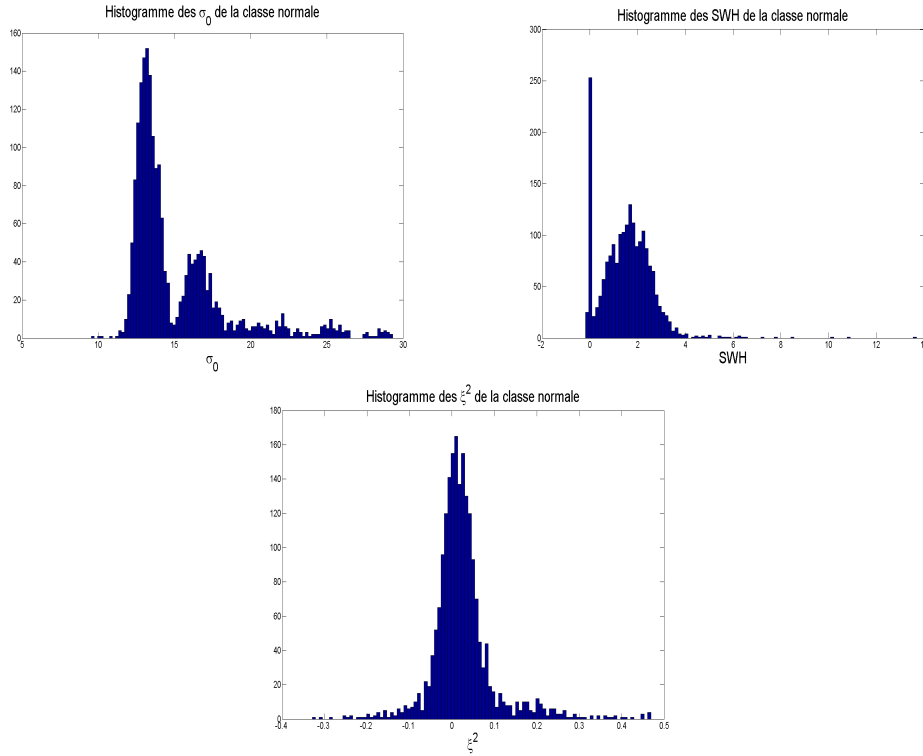 Histogramme des σ₀ de la classe normale
160
140
120
100
80
60
40
20
0
5 10 15 20 25 30
σ₀
Histogramme des SWH de la classe normale
300
250
200
150
100
50
0
-2 0 2 4 6 8 10 12 14
SWH
Histogramme des ξ² de la classe normale
180
160
140
120
100
80
60
40
20
0
-0.4 -0.3 -0.2 -0.1 0 0.1 0.2 0.3 0.4 0.5
ξ²